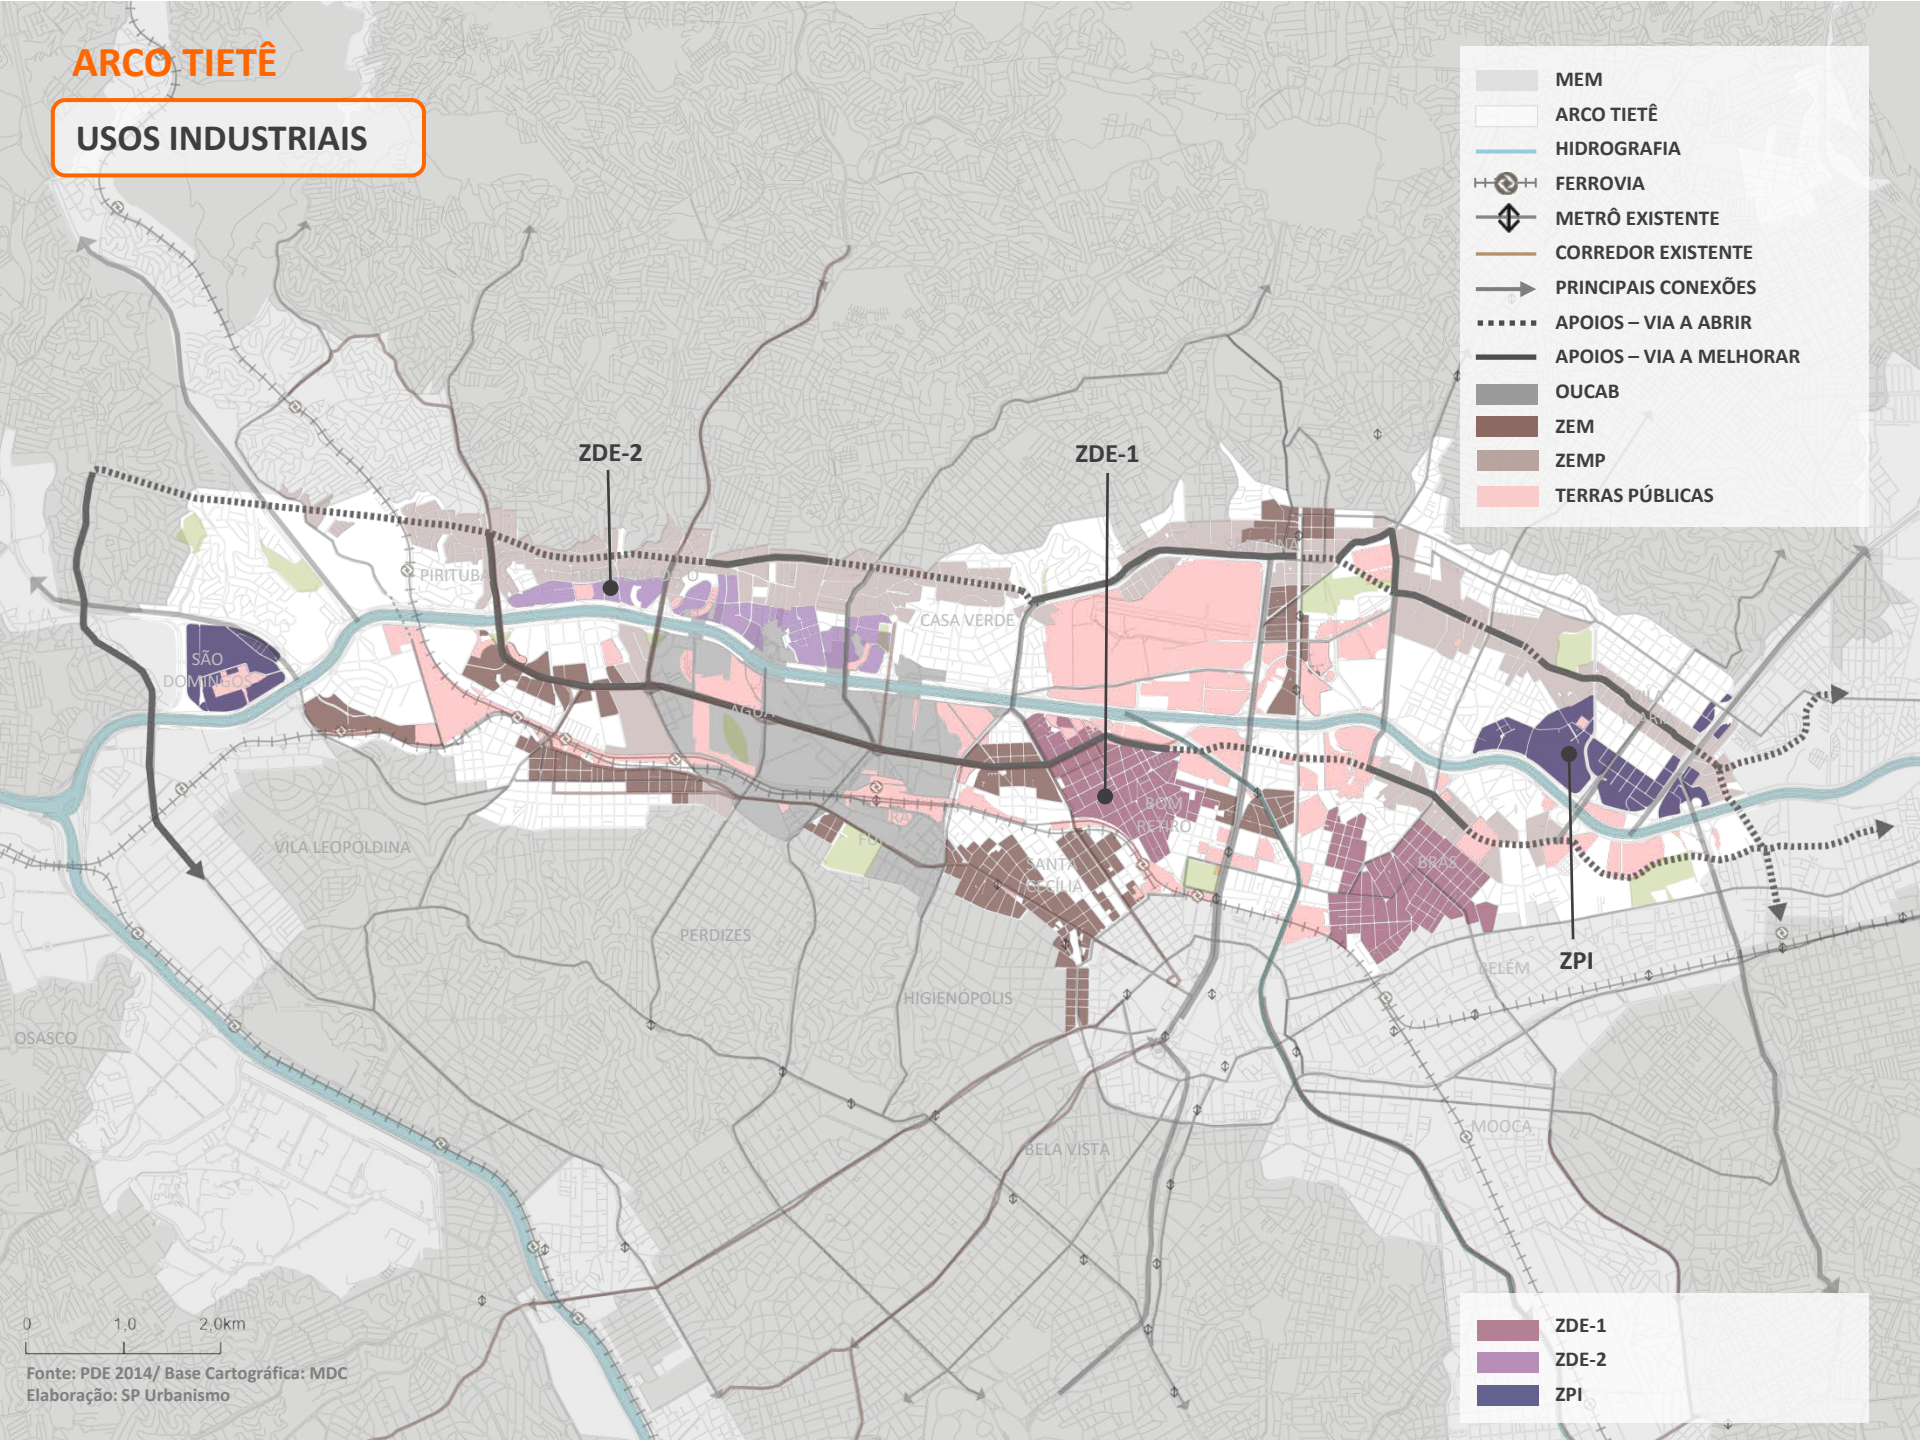 ARCO TIETÊ
USOS INDUSTRIAIS
MEM
ARCO TIETÊ
HIDROGRAFIA
FERROVIA
METRÔ EXISTENTE
CORREDOR EXISTENTE
PRINCIPAIS CONEXÕES
APOIOS – VIA A ABRIR
APOIOS – VIA A MELHORAR
OUCAB
ZEM
ZEMP
TERRAS PÚBLICAS
ZDE-2
ZDE-1
SANTANA
PIRITUBA
CASA VERDE
SÃO
DOMINGOS
VILA
ÁGUA
BOM
RETIRO
VILA LEOPOLDINA
SANTA
CECÍLIA
BRÁS
PERDIZES
BELÉM
ZPI
HIGIENÓPOLIS
OSASCO
MOOCA
BELA VISTA
0 1,0 2,0km
Fonte: PDE 2014/ Base Cartográfica: MDC
Elaboração: SP Urbanismo
ZDE-1
ZDE-2
ZPI